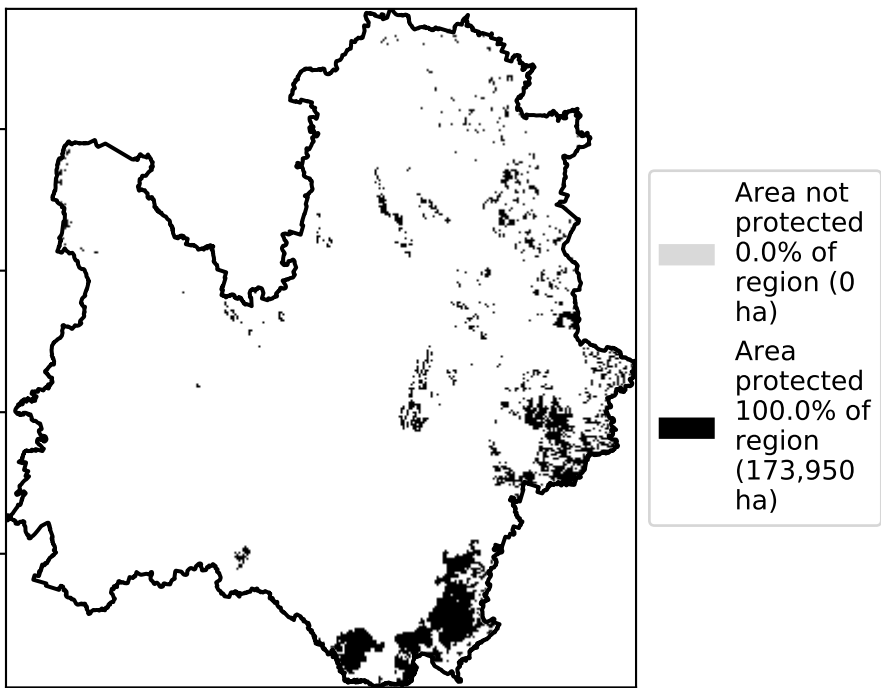 Area not
protected
0.0% of
region (0
ha)
Area
protected
100.0% of
region
(173,950
ha)